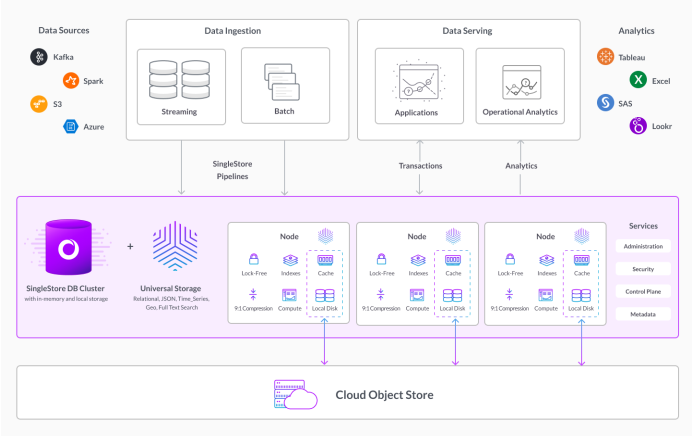 Data Sources
Kafka
Spark
S3
Azure
Data Ingestion
Streaming
Batch
Data Serving
Applications
Operational Analytics
Analytics
Tableau
Excel
SAS
Lookr
SingleStore
Pipelines
Transactions
Analytics
SingleStore DB Cluster
with in-memory and local storage
+
Universal Storage
Relational, JSON, Time_Series,
Geo, Full Text Search
Node
Lock-Free
Indexes
Cache
9:1 Compression
Compute
Local Disk
Node
Lock-Free
Indexes
Cache
9:1 Compression
Compute
Local Disk
Node
Lock-Free
Indexes
Cache
9:1 Compression
Compute
Local Disk
Services
Administration
Security
Control Plane
Metadata
Cloud Object Store